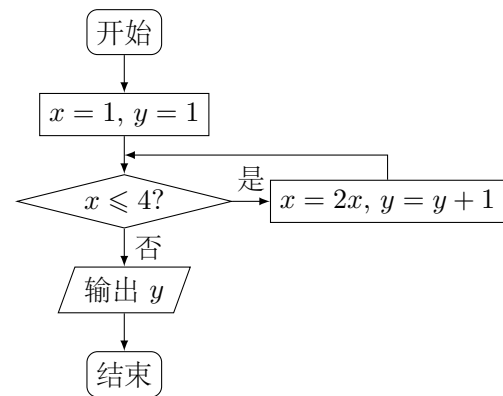 开始
x = 1, y = 1
x ⩽ 4?
是
x = 2x, y = y + 1
否
输出 y
结束